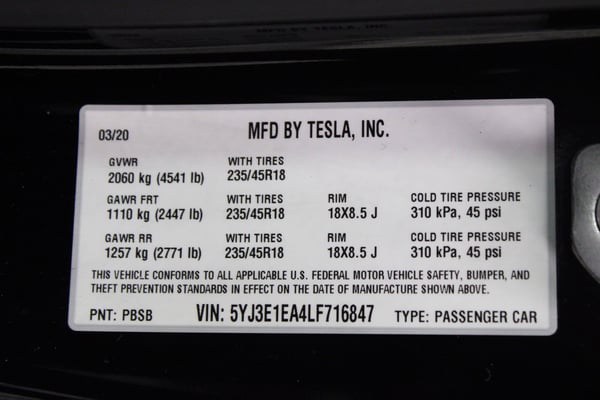 03/20 MFD BY TESLA, INC.
GVWR WITH TIRES
2060 kg (4541 lb) 235/45R18
GAWR FRT WITH TIRES RIM COLD TIRE PRESSURE
1110 kg (2447 lb) 235/45R18 18X8.5 J 310 kPa, 45 psi
GAWR RR WITH TIRES RIM COLD TIRE PRESSURE
1257 kg (2771 lb) 235/45R18 18X8.5 J 310 kPa, 45 psi
THIS VEHICLE CONFORMS TO ALL APPLICABLE U.S. FEDERAL MOTOR VEHICLE SAFETY, BUMPER, AND
THEFT PREVENTION STANDARDS IN EFFECT ON THE DATE OF MANUFACTURE SHOWN ABOVE.
PNT: PBSB VIN: 5YJ3E1EA4LF716847 TYPE: PASSENGER CAR